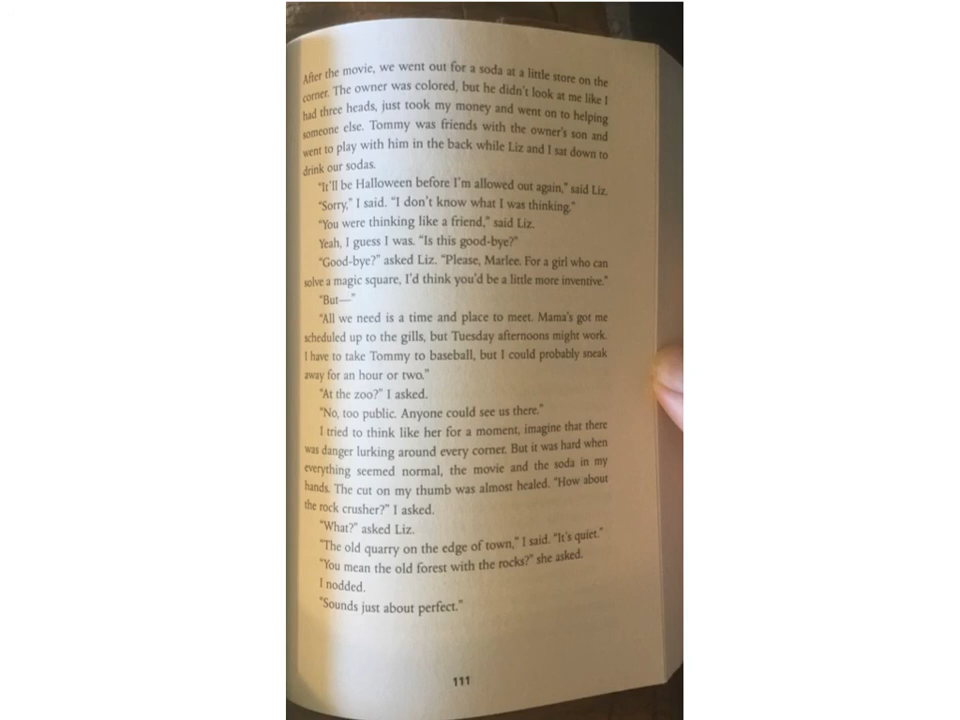 After the movie, we went out for a soda at a little store on the
corner. The owner was colored, but he didn't look at me like I
had three heads, just took my money and went on to helping
someone else. Tommy was friends with the owner's son and
went to play with him in the back while Liz and I sat down to
drink our sodas.
"It'll be Halloween before I'm allowed out again," said Liz.
"Sorry," I said. "I don't know what I was thinking."
"You were thinking like a friend," said Liz.
Yeah, I guess I was. "Is this good-bye?"
"Good-bye?" asked Liz. "Please, Marlee. For a girl who can
solve a magic square, I'd think you'd be a little more inventive."
"But—"
"All we need is a time and place to meet. Mama's got me
scheduled up to the gills, but Tuesday afternoons might work.
I have to take Tommy to baseball, but I could probably sneak
away for an hour or two."
"At the zoo?" I asked.
"No, too public. Anyone could see us there."
I tried to think like her for a moment, imagine that there
was danger lurking around every corner. But it was hard when
everything seemed normal, the movie and the soda in my
hands. The cut on my thumb was almost healed. "How about
the rock crusher?" I asked.
"What?" asked Liz.
"The old quarry on the edge of town," I said. "It's quiet."
"You mean the old forest with the rocks?" she asked.
I nodded.
"Sounds just about perfect."
111